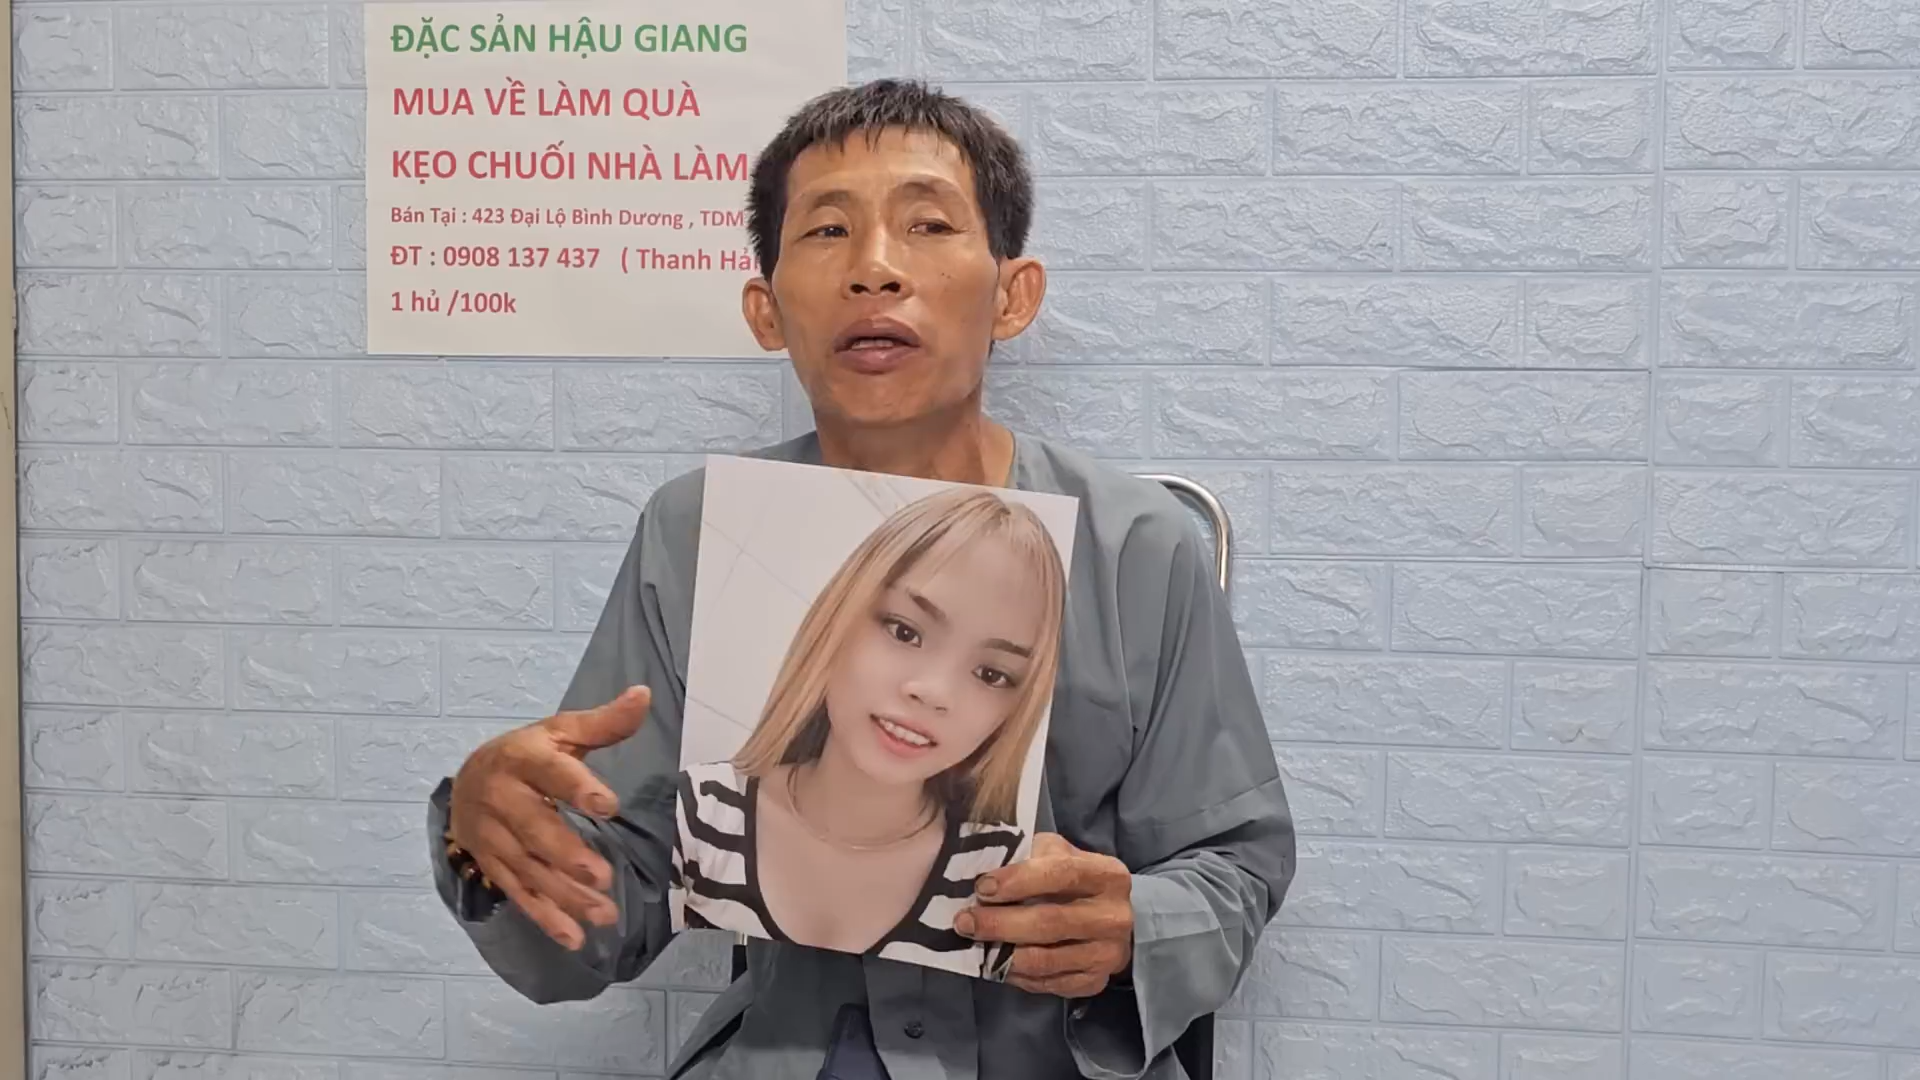 ĐẶC SẢN HẬU GIANG
MUA VỀ LÀM QUÀ
KẸO CHUỐI NHÀ LÀM
Bán Tại : 423 Đại Lộ Bình Dương , TDM
ĐT : 0908 137 437 ( Thanh Hải
1 hủ /100k